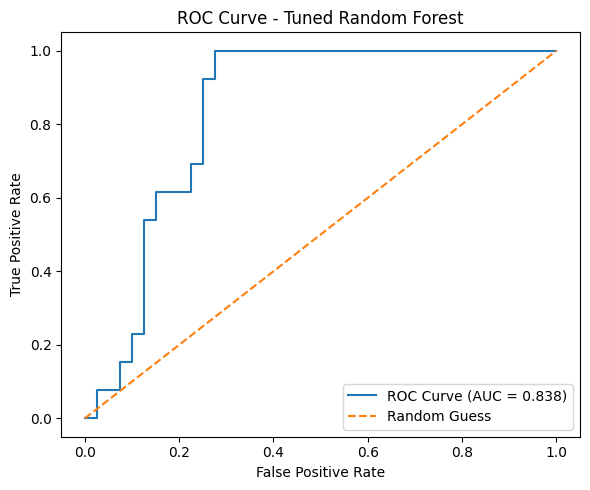 ROC Curve - Tuned Random Forest
True Positive Rate
1.0
0.8
0.6
0.4
0.2
0.0
ROC Curve (AUC = 0.838)
Random Guess
0.0 0.2 0.4 0.6 0.8 1.0
False Positive Rate